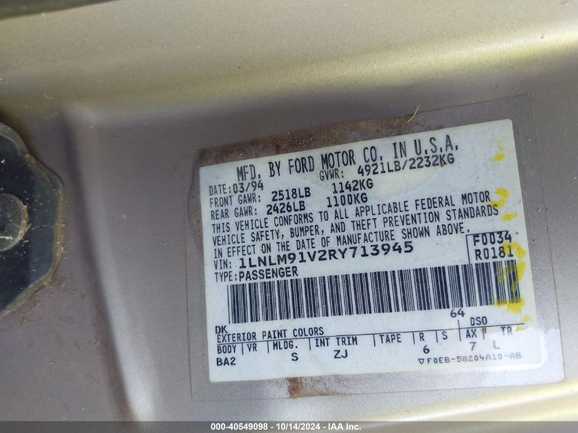 MFD. BY FORD MOTOR CO. IN U.S.A.
DATE: 03/94 GVWR: 4921LB/2232KG
FRONT GAWR: 2518LB 1142KG
REAR GAWR: 2426LB 1100KG
THIS VEHICLE CONFORMS TO ALL APPLICABLE FEDERAL MOTOR
VEHICLE SAFETY, BUMPER, AND THEFT PREVENTION STANDARDS
IN EFFECT ON THE DATE OF MANUFACTURE SHOWN ABOVE.
VIN: 1LNLM91V2RY713945 F0034
TYPE: PASSENGER R0181
DK 64
EXTERIOR PAINT COLORS DSO
BODY VR MLDG. INT TRIM TAPE R S AX TR
BA2 S ZJ 6 7 L
▽F0EB-58204A10-AB
000-40549098 - 10/14/2024 - IAA Inc.